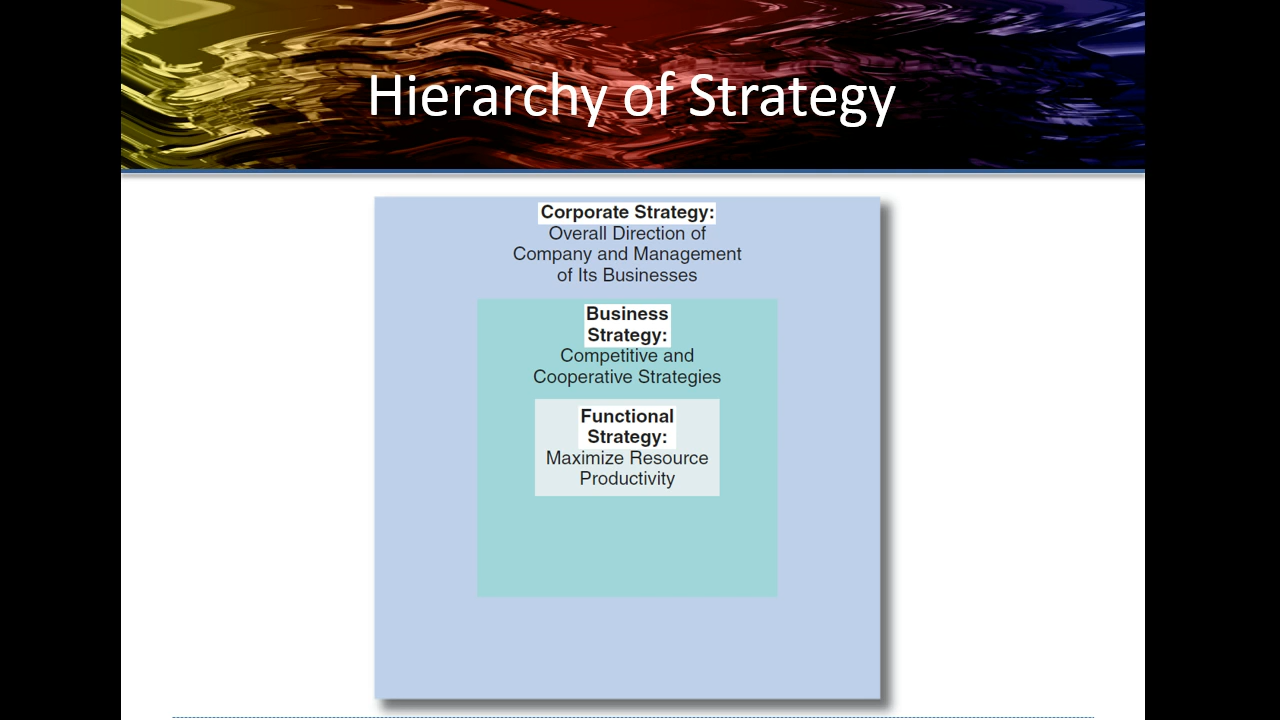 Hierarchy of Strategy
Corporate Strategy:
Overall Direction of
Company and Management
of Its Businesses
Business
Strategy:
Competitive and
Cooperative Strategies
Functional
Strategy:
Maximize Resource
Productivity